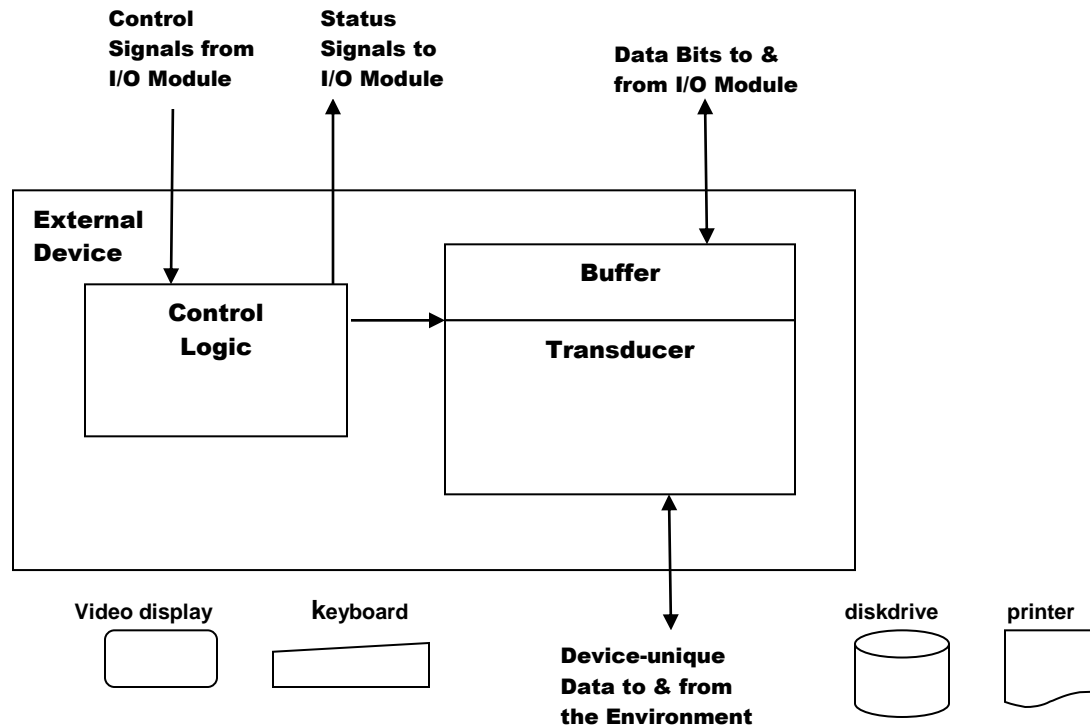 Control
Signals from
I/O Module
Status
Signals to
I/O Module
Data Bits to &
from I/O Module
External
Device
Buffer
Control
Logic
Transducer
Video display
keyboard
diskdrive
printer
Device-unique
Data to & from
the Environment